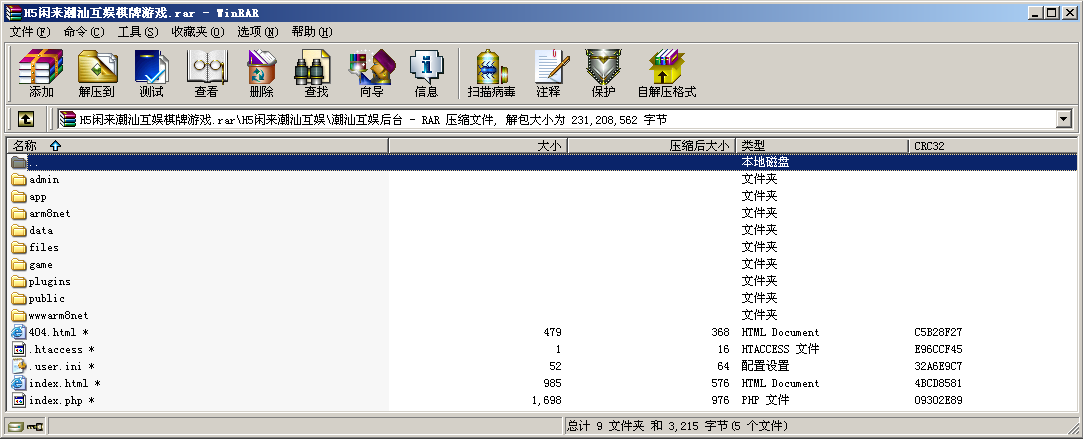 H5闲来潮汕互娱棋牌游戏.rar - WinRAR
文件(F) 命令(C) 工具(S) 收藏夹(O) 选项(N) 帮助(H)
添加 解压到 测试 查看 删除 查找 向导 信息 扫描病毒 注释 保护 自解压格式
H5闲来潮汕互娱棋牌游戏.rar\H5闲来潮汕互娱\潮汕互娱后台 - RAR 压缩文件, 解包大小为 231,208,562 字节
名称 大小 压缩后大小 类型 CRC32
.. 本地磁盘
admin 文件夹
app 文件夹
arm8net 文件夹
data 文件夹
files 文件夹
game 文件夹
plugins 文件夹
public 文件夹
wwwarm8net 文件夹
404.html * 479 368 HTML Document C5B28F27
.htaccess * 1 16 HTACCESS 文件 E96CCF45
.user.ini * 52 64 配置设置 32A6E9C7
index.html * 985 576 HTML Document 4BCD8581
index.php * 1,698 976 PHP 文件 09302E89
总计 9 文件夹 和 3,215 字节(5 个文件)